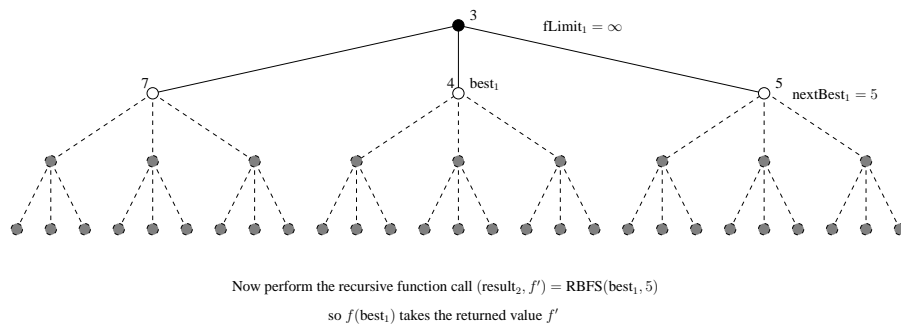 3
fLimit₁ = ∞
7
4 best₁
5
nextBest₁ = 5
Now perform the recursive function call (result₂, f′) = RBFS(best₁, 5)
so f(best₁) takes the returned value f′